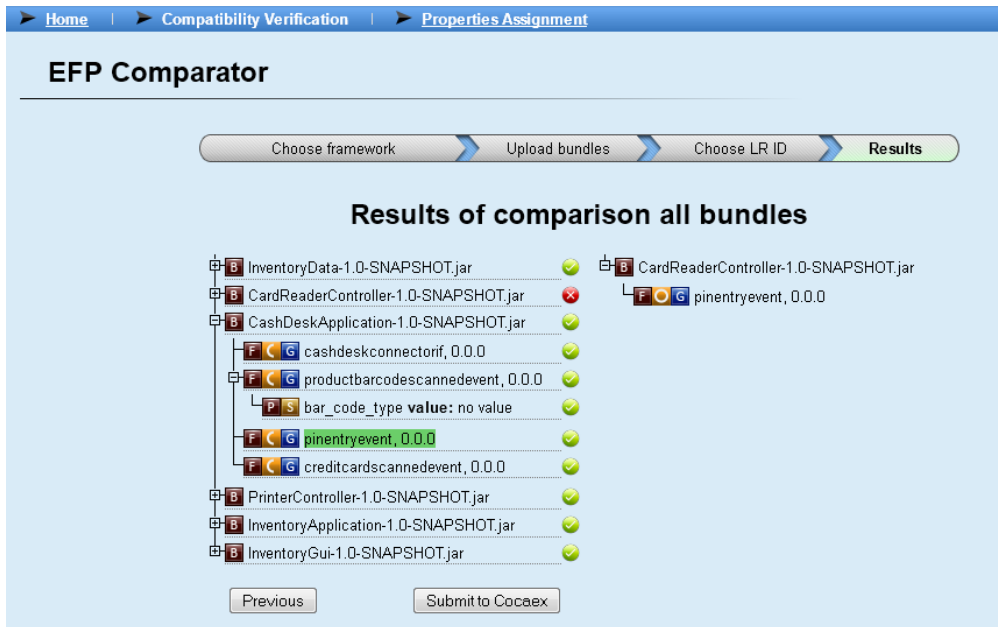 Home | Compatibility Verification | Properties Assignment
EFP Comparator
Choose framework Upload bundles Choose LR ID Results
Results of comparison all bundles
B InventoryData-1.0-SNAPSHOT.jar
B CardReaderController-1.0-SNAPSHOT.jar
B CashDeskApplication-1.0-SNAPSHOT.jar
F C G cashdeskconnectorif, 0.0.0
F C G productbarcodescannedevent, 0.0.0
P S bar_code_type value: no value
F C G pinentryevent, 0.0.0
F C G creditcardscannedevent, 0.0.0
B PrinterController-1.0-SNAPSHOT.jar
B InventoryApplication-1.0-SNAPSHOT.jar
B InventoryGui-1.0-SNAPSHOT.jar
B CardReaderController-1.0-SNAPSHOT.jar
F O G pinentryevent, 0.0.0
Previous Submit to Cocaex